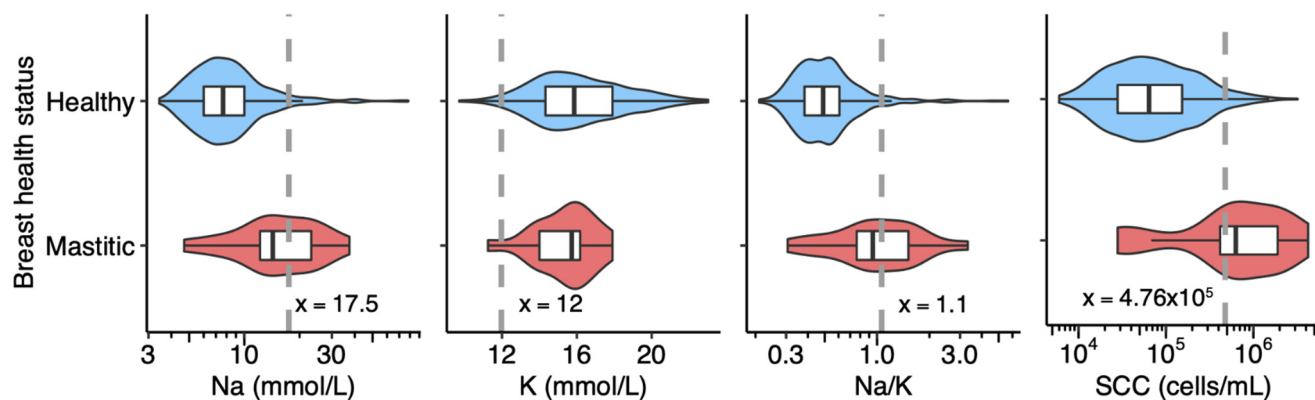 Breast health status
Healthy
Mastitic
x = 17.5
x = 12
x = 1.1
x = 4.76x10⁵
3 10 30
12 16 20
0.3 1.0 3.0
10⁴ 10⁵ 10⁶
Na (mmol/L)
K (mmol/L)
Na/K
SCC (cells/mL)